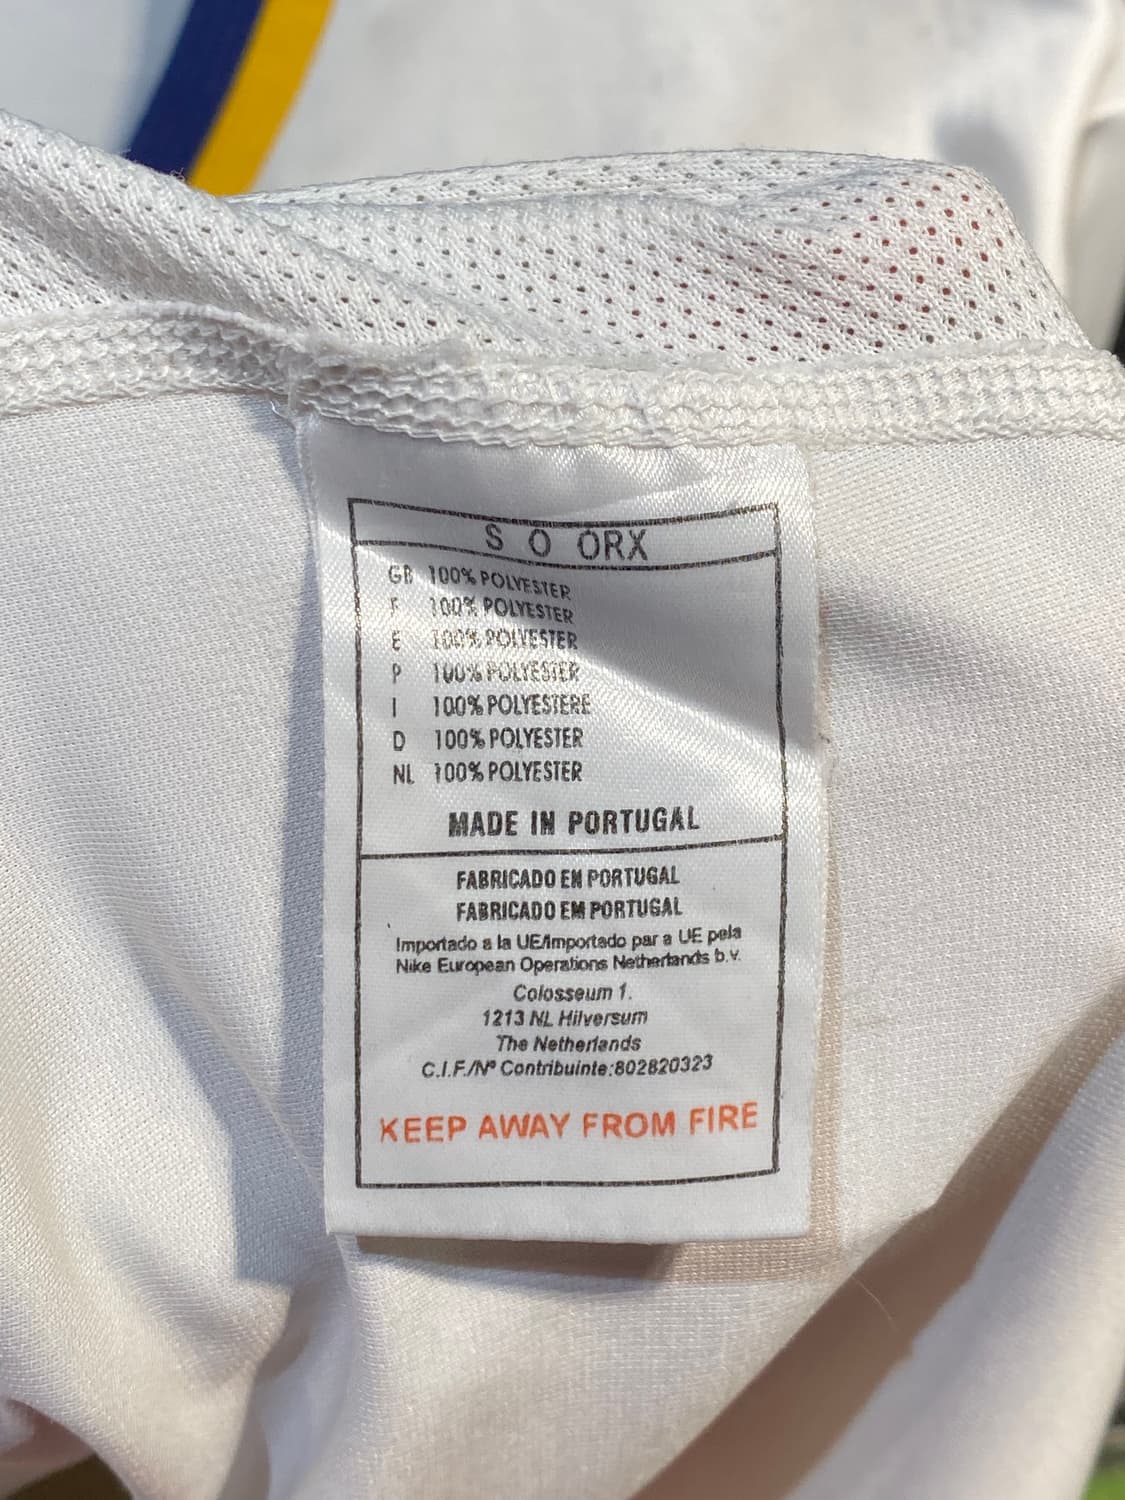 S O ORX
GB 100% POLYESTER
F 100% POLYESTER
E 100% POLYESTER
P 100% POLYESTER
I 100% POLYESTERE
D 100% POLYESTER
NL 100% POLYESTER
MADE IN PORTUGAL
FABRICADO EN PORTUGAL
FABRICADO EM PORTUGAL
Importado a la UE/Importado par a UE pela
Nike European Operations Netherlands b.v.
Colosseum 1.
1213 NL Hilversum
The Netherlands
C.I.F./Nº Contribuinte:802820323
KEEP AWAY FROM FIRE